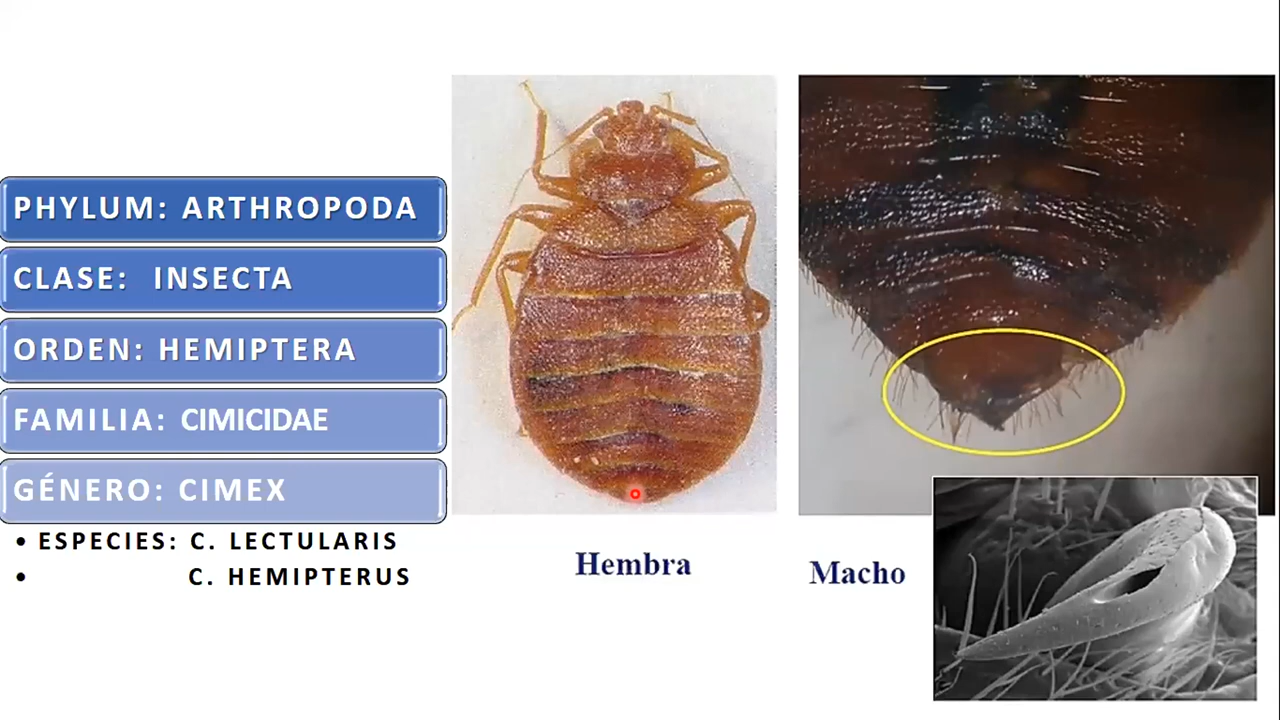 PHYLUM: ARTHROPODA
CLASE: INSECTA
ORDEN: HEMIPTERA
FAMILIA: CIMICIDAE
GÉNERO: CIMEX
• ESPECIES: C. LECTULARIS
• C. HEMIPTERUS
Hembra
Macho